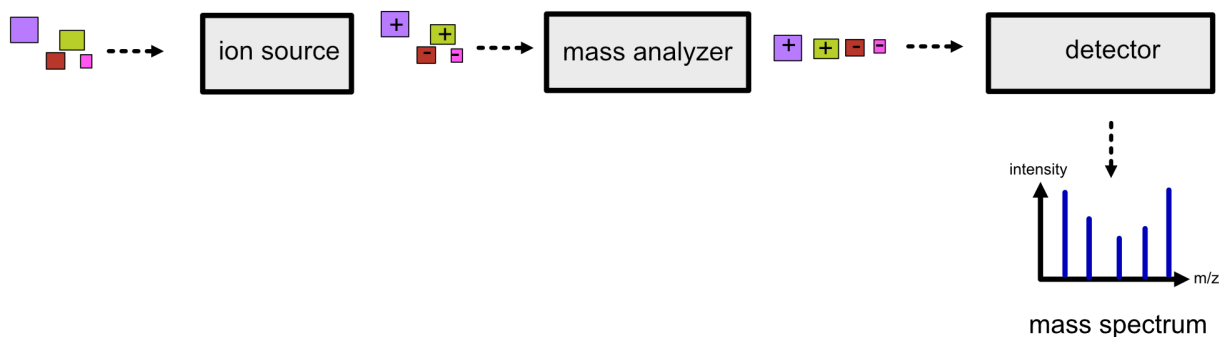 ion source
+ +
- -
mass analyzer
+ + - -
detector
intensity
m/z
mass spectrum